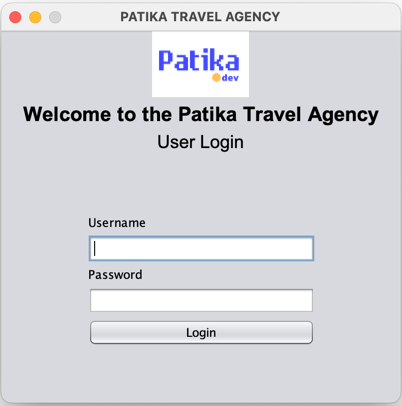 PATIKA TRAVEL AGENCY
Patika
dev
Welcome to the Patika Travel Agency
User Login
Username
Password
Login